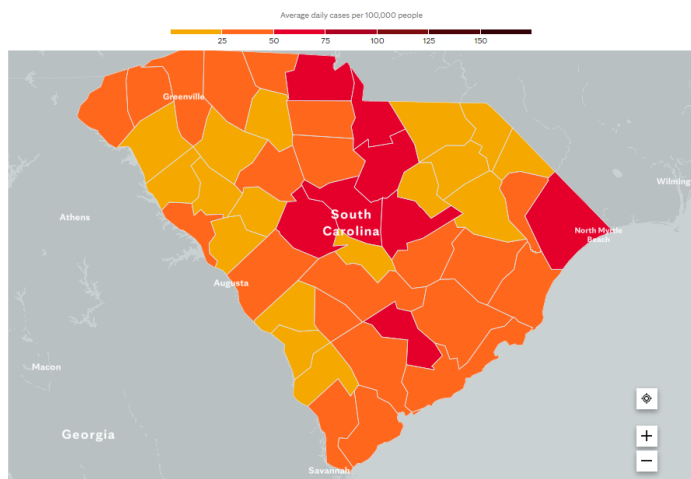 Average daily cases per 100,000 people
25 50 75 100 125 150
Greenville
Wilming
South
Carolina
Athens
North Myrtle
Beach
Augusta
Macon
Georgia
Savannah
+
−